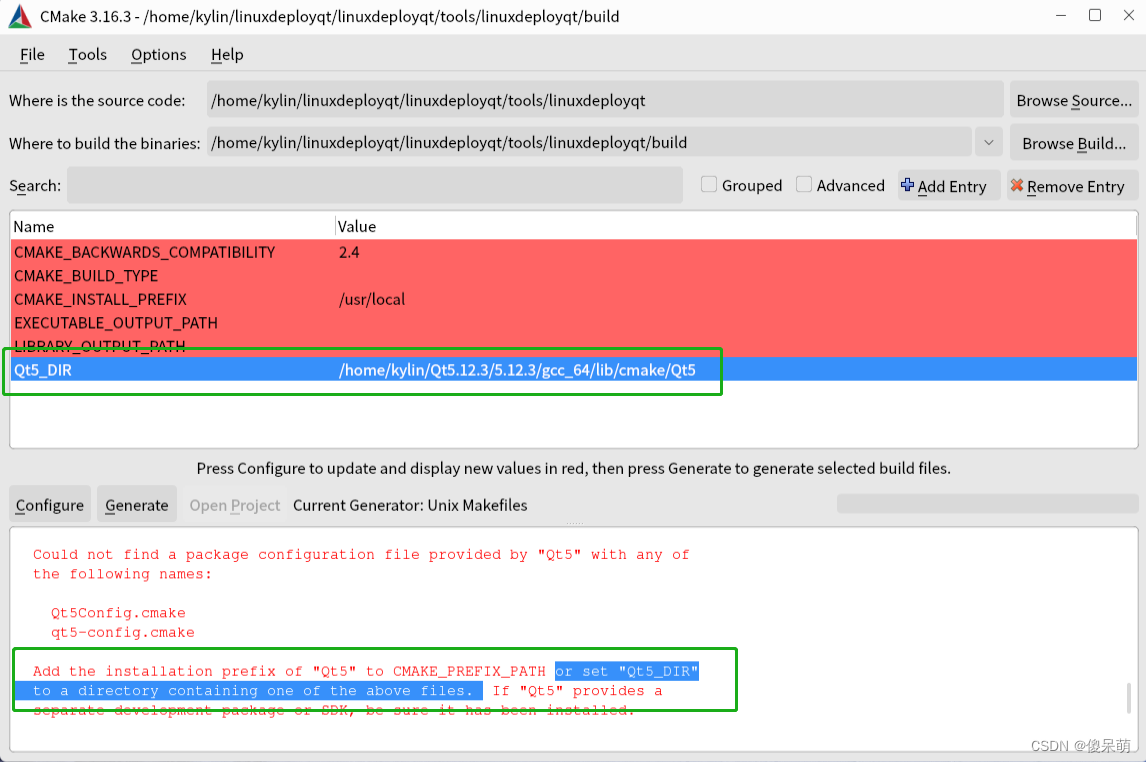 CMake 3.16.3 - /home/kylin/linuxdeployqt/linuxdeployqt/tools/linuxdeployqt/build
File Tools Options Help
Where is the source code: /home/kylin/linuxdeployqt/linuxdeployqt/tools/linuxdeployqt Browse Source...
Where to build the binaries: /home/kylin/linuxdeployqt/linuxdeployqt/tools/linuxdeployqt/build Browse Build...
Search: Grouped Advanced Add Entry Remove Entry
Name Value
CMAKE_BACKWARDS_COMPATIBILITY 2.4
CMAKE_BUILD_TYPE
CMAKE_INSTALL_PREFIX /usr/local
EXECUTABLE_OUTPUT_PATH
LIBRARY_OUTPUT_PATH
Qt5_DIR /home/kylin/Qt5.12.3/5.12.3/gcc_64/lib/cmake/Qt5
Press Configure to update and display new values in red, then press Generate to generate selected build files.
Configure Generate Open Project Current Generator: Unix Makefiles
Could not find a package configuration file provided by "Qt5" with any of
the following names:
Qt5Config.cmake
qt5-config.cmake
Add the installation prefix of "Qt5" to CMAKE_PREFIX_PATH or set "Qt5_DIR"
to a directory containing one of the above files. If "Qt5" provides a
separate development package or SDK, be sure it has been installed.
CSDN @傻呆萌